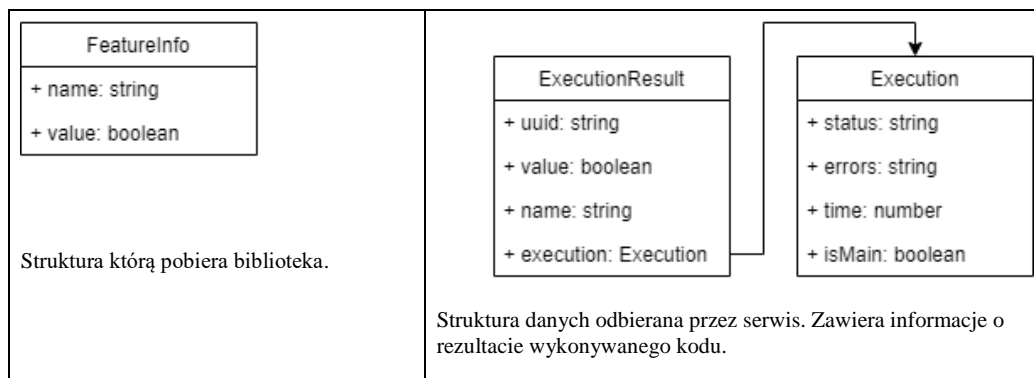 FeatureInfo
+ name: string
+ value: boolean
Struktura którą pobiera biblioteka.
ExecutionResult
+ uuid: string
+ value: boolean
+ name: string
+ execution: Execution
Execution
+ status: string
+ errors: string
+ time: number
+ isMain: boolean
Struktura danych odbierana przez serwis. Zawiera informacje o
rezultacie wykonywanego kodu.